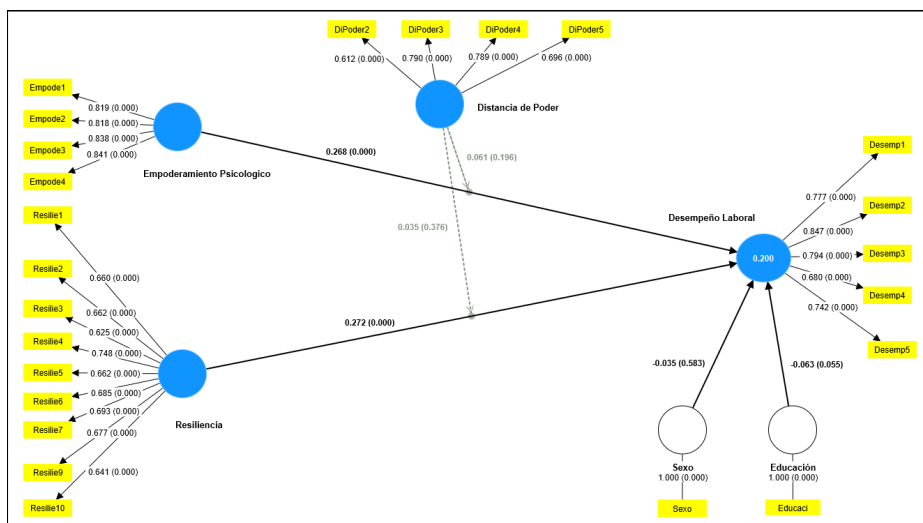 DiPoder2
DiPoder3
DiPoder4
DiPoder5
0.612 (0.000)
0.790 (0.000)
0.789 (0.000)
0.696 (0.000)
Distancia de Poder
Empode1
Empode2
Empode3
Empode4
0.819 (0.000)
0.818 (0.000)
0.838 (0.000)
0.841 (0.000)
Empoderamiento Psicologico
0.268 (0.000)
0.061 (0.196)
0.035 (0.376)
Resilie1
Resilie2
Resilie3
Resilie4
Resilie5
Resilie6
Resilie7
Resilie9
Resilie10
0.660 (0.000)
0.662 (0.000)
0.625 (0.000)
0.748 (0.000)
0.662 (0.000)
0.685 (0.000)
0.693 (0.000)
0.677 (0.000)
0.641 (0.000)
Resiliencia
0.272 (0.000)
Desempeño Laboral
0.200
0.777 (0.000)
0.847 (0.000)
0.794 (0.000)
0.680 (0.000)
0.742 (0.000)
Desemp1
Desemp2
Desemp3
Desemp4
Desemp5
-0.035 (0.583)
-0.063 (0.055)
Sexo
1.000 (0.000)
Sexo
Educación
1.000 (0.000)
Educaci